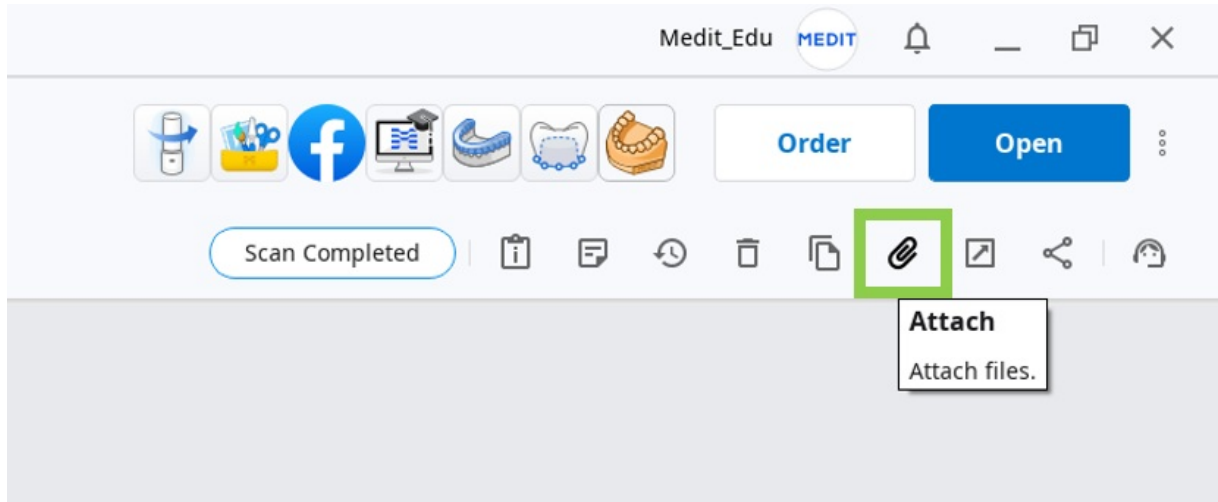 Medit_Edu MEDIT
Order Open
Scan Completed
Attach
Attach files.